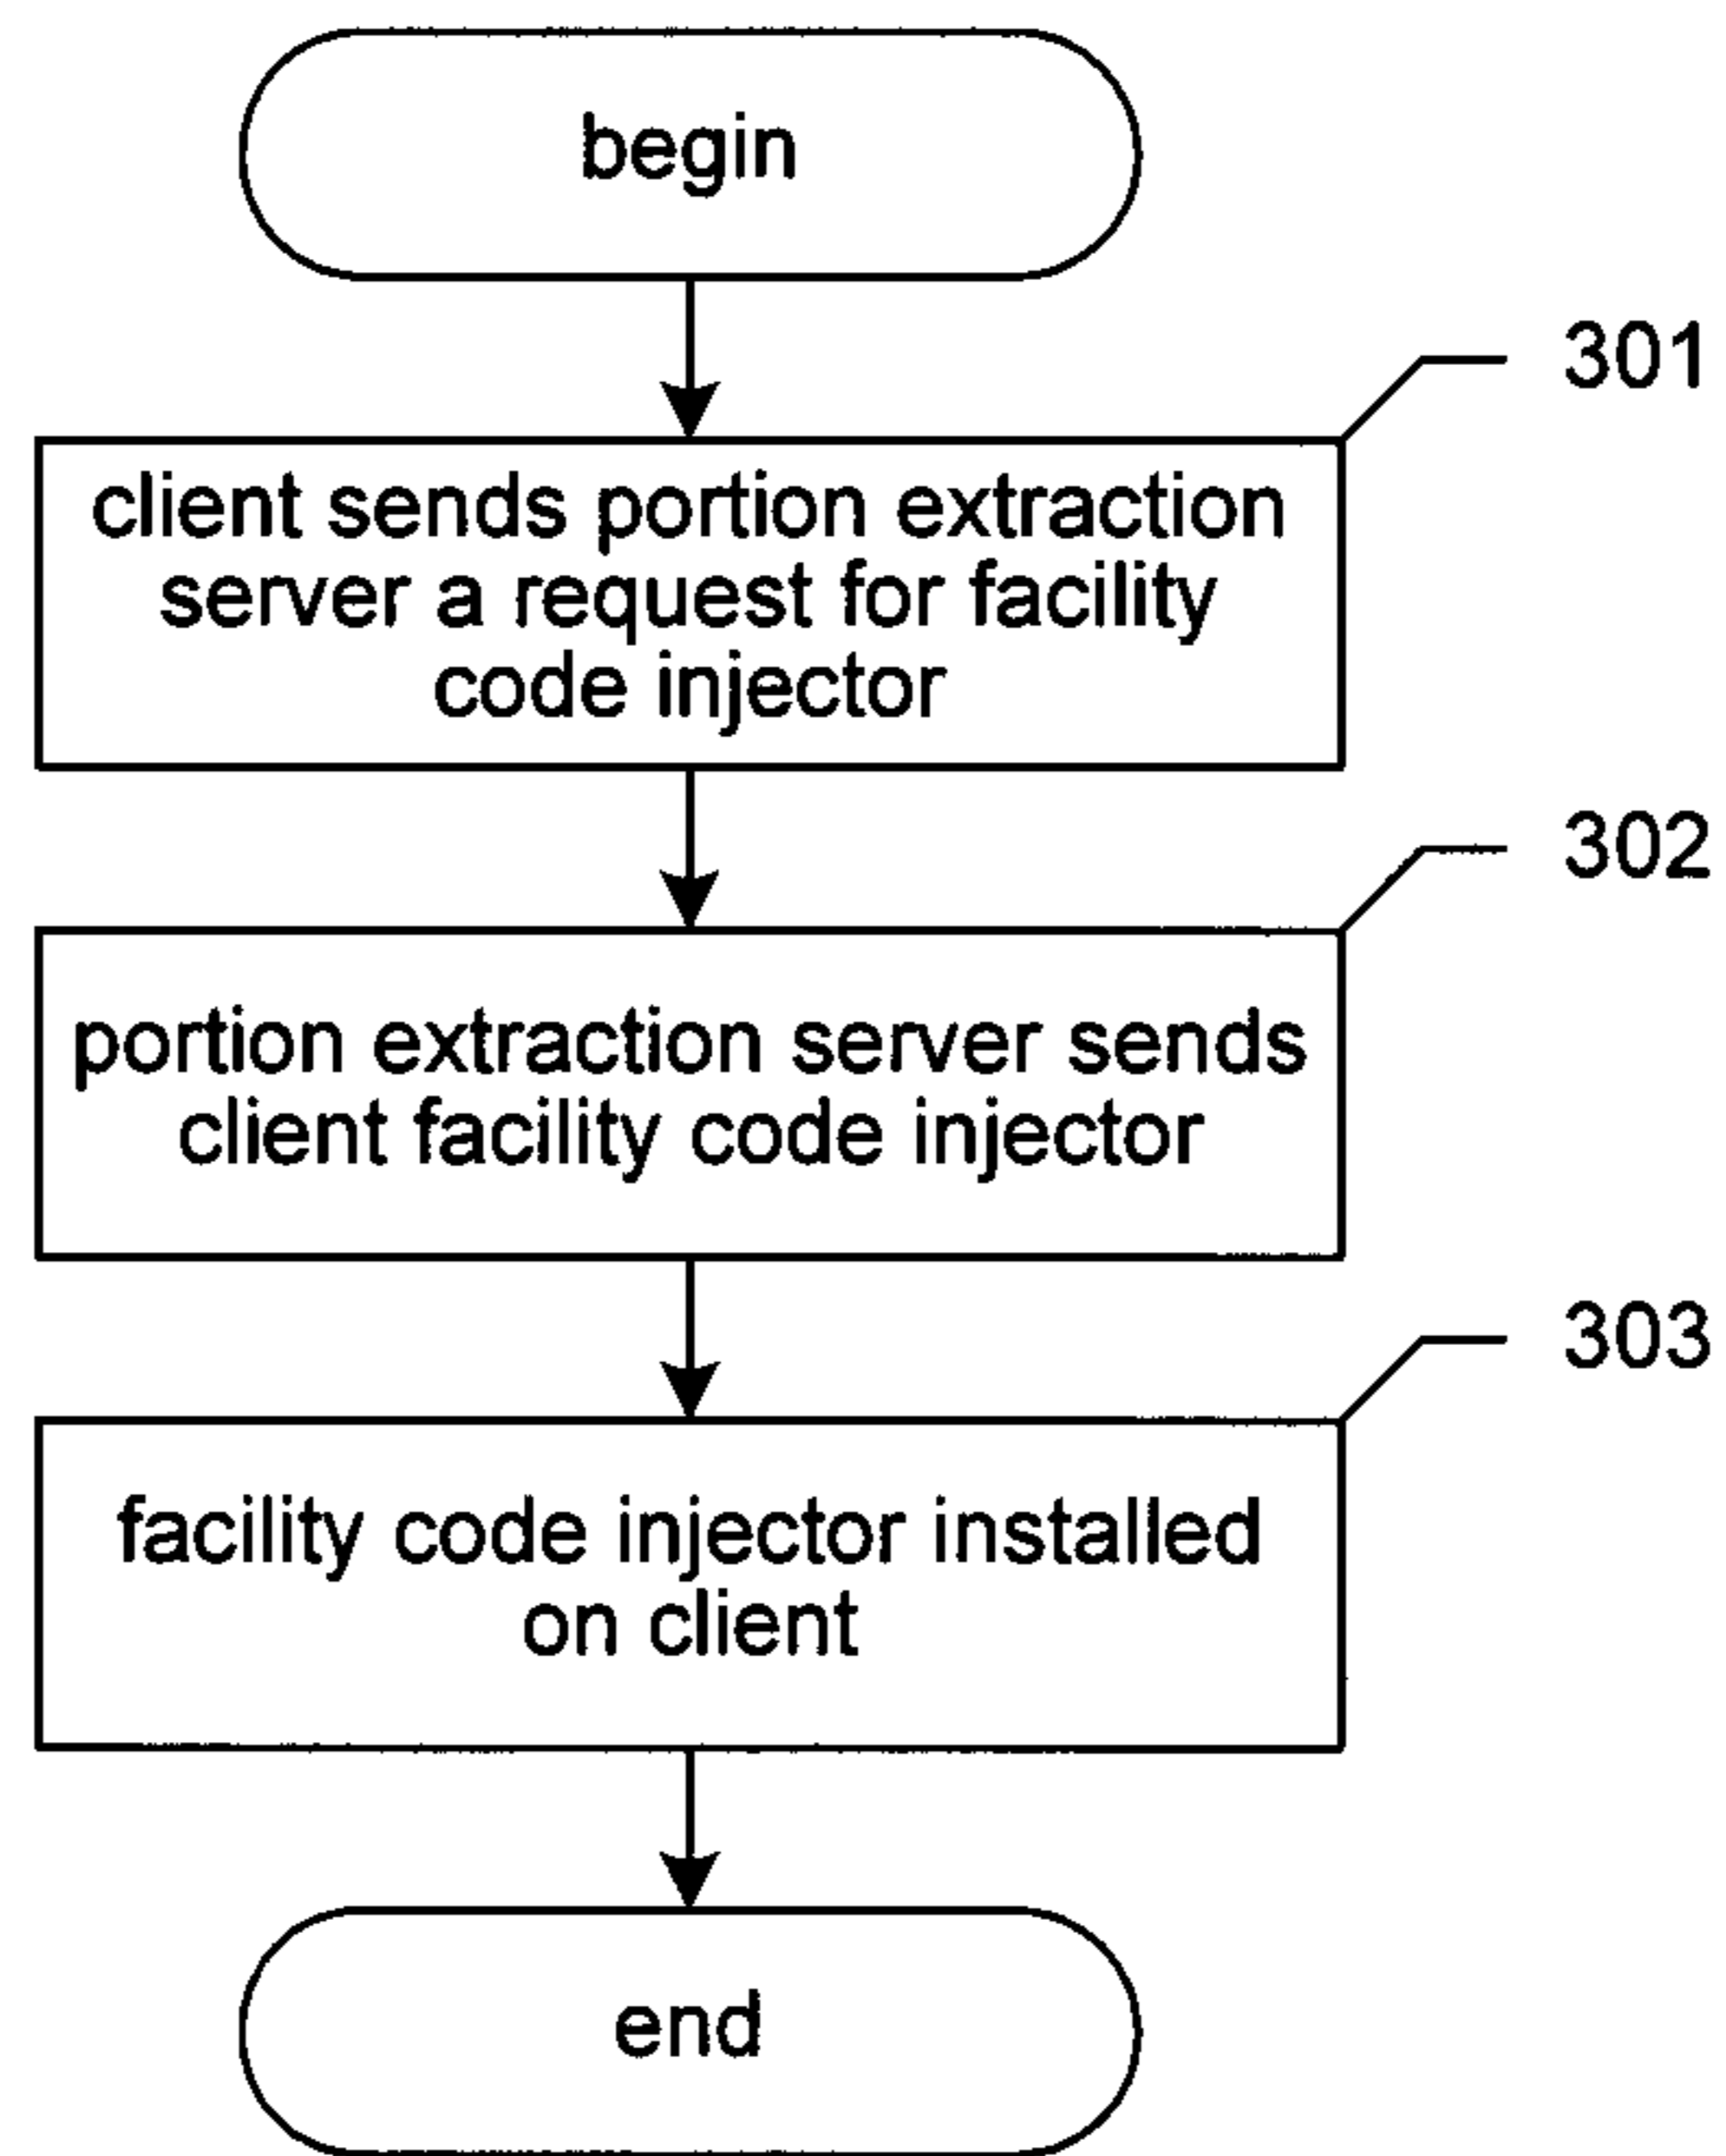 begin
301
client sends portion extraction
server a request for facility
code injector
302
portion extraction server sends
client facility code injector
303
facility code injector installed
on client
end